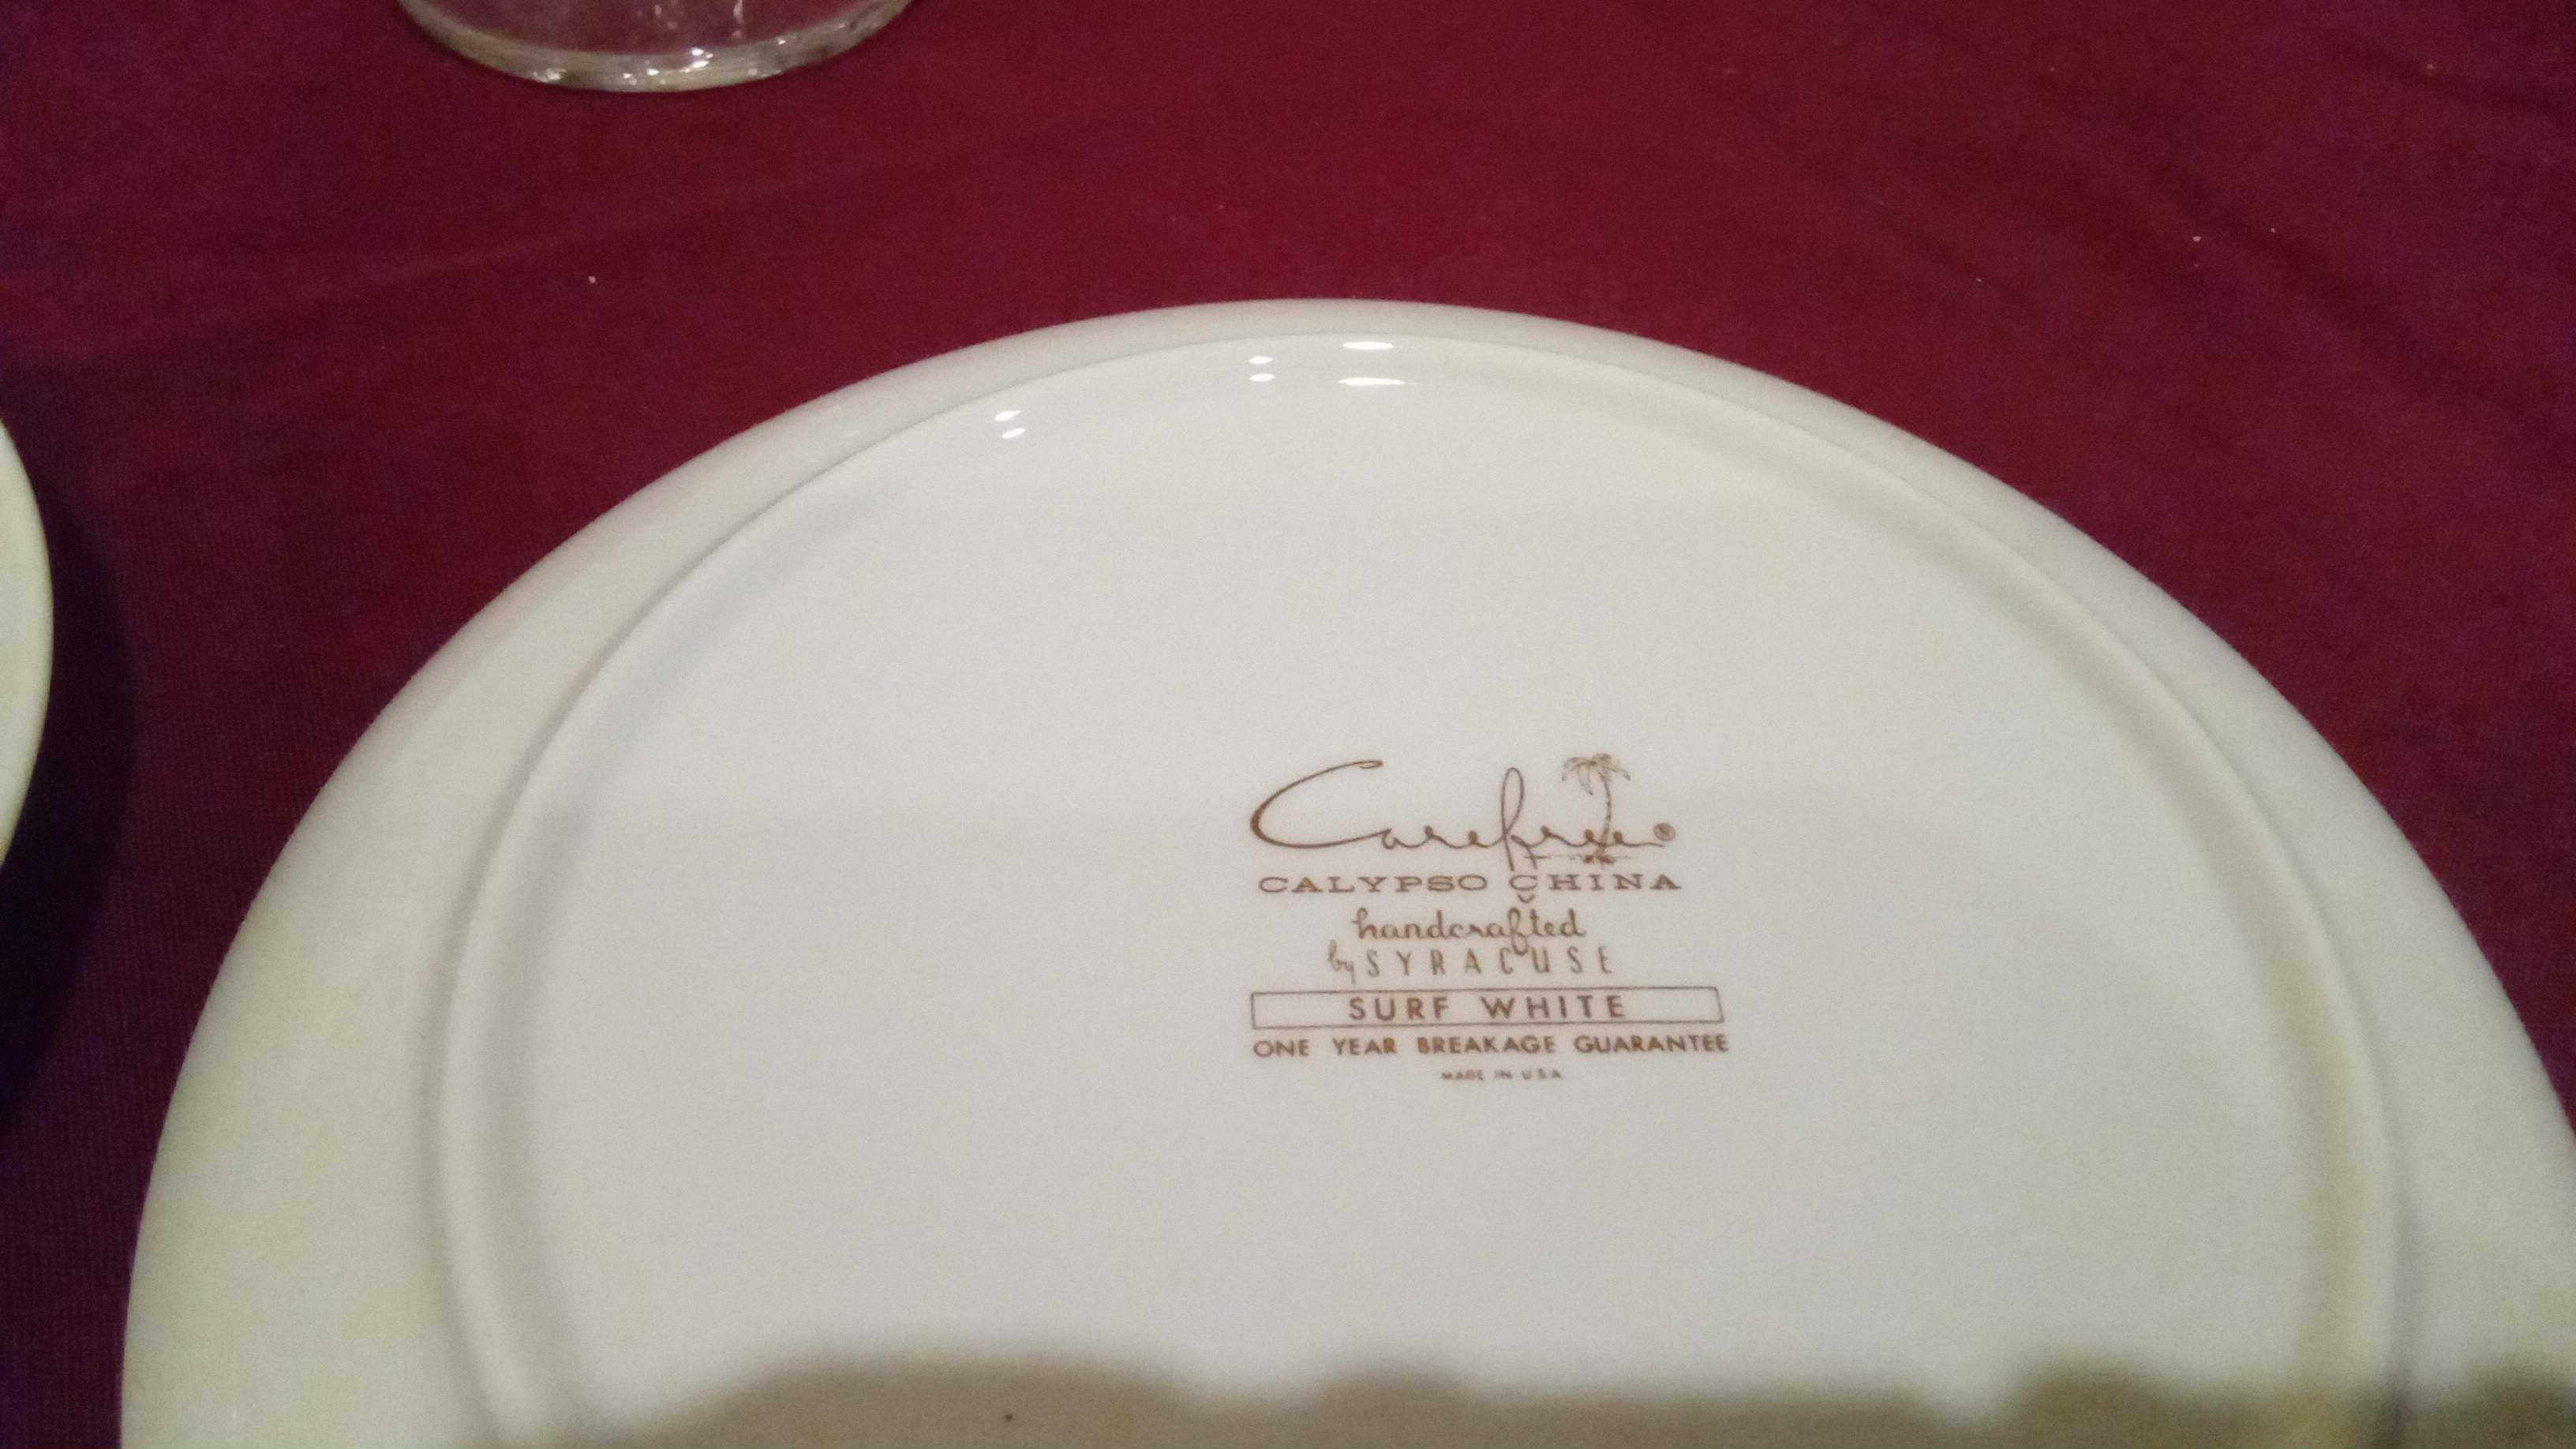 Carefree®
CALYPSO CHINA
handcrafted
by SYRACUSE
SURF WHITE
ONE YEAR BREAKAGE GUARANTEE
MADE IN U.S.A.